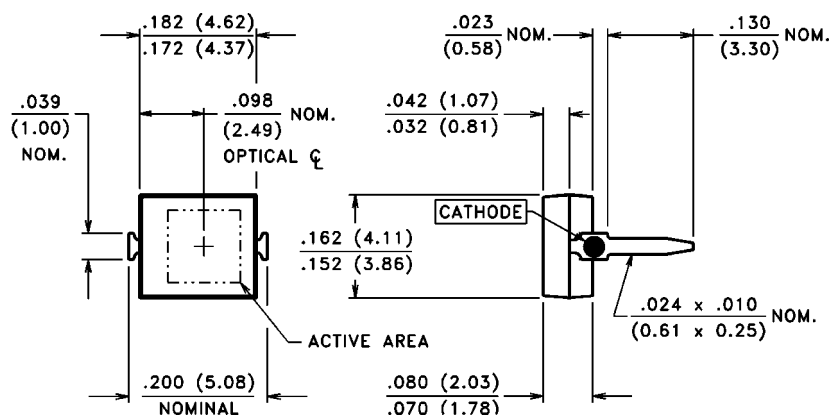 .182 (4.62)
.172 (4.37)
.023
(0.58)
NOM.
.130
(3.30)
NOM.
.039
(1.00)
NOM.
.098
(2.49)
NOM.
OPTICAL ℄
.042 (1.07)
.032 (0.81)
CATHODE
.162 (4.11)
.152 (3.86)
.024 x .010
(0.61 x 0.25)
NOM.
ACTIVE AREA
.200 (5.08)
NOMINAL
.080 (2.03)
.070 (1.78)